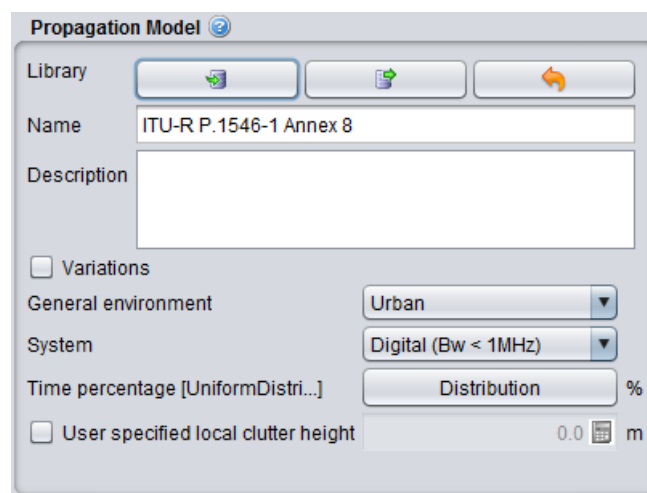 Propagation Model
Library
Name ITU-R P.1546-1 Annex 8
Description
Variations
General environment Urban
System Digital (Bw < 1MHz)
Time percentage [UniformDistri...] Distribution %
User specified local clutter height 0.0 m